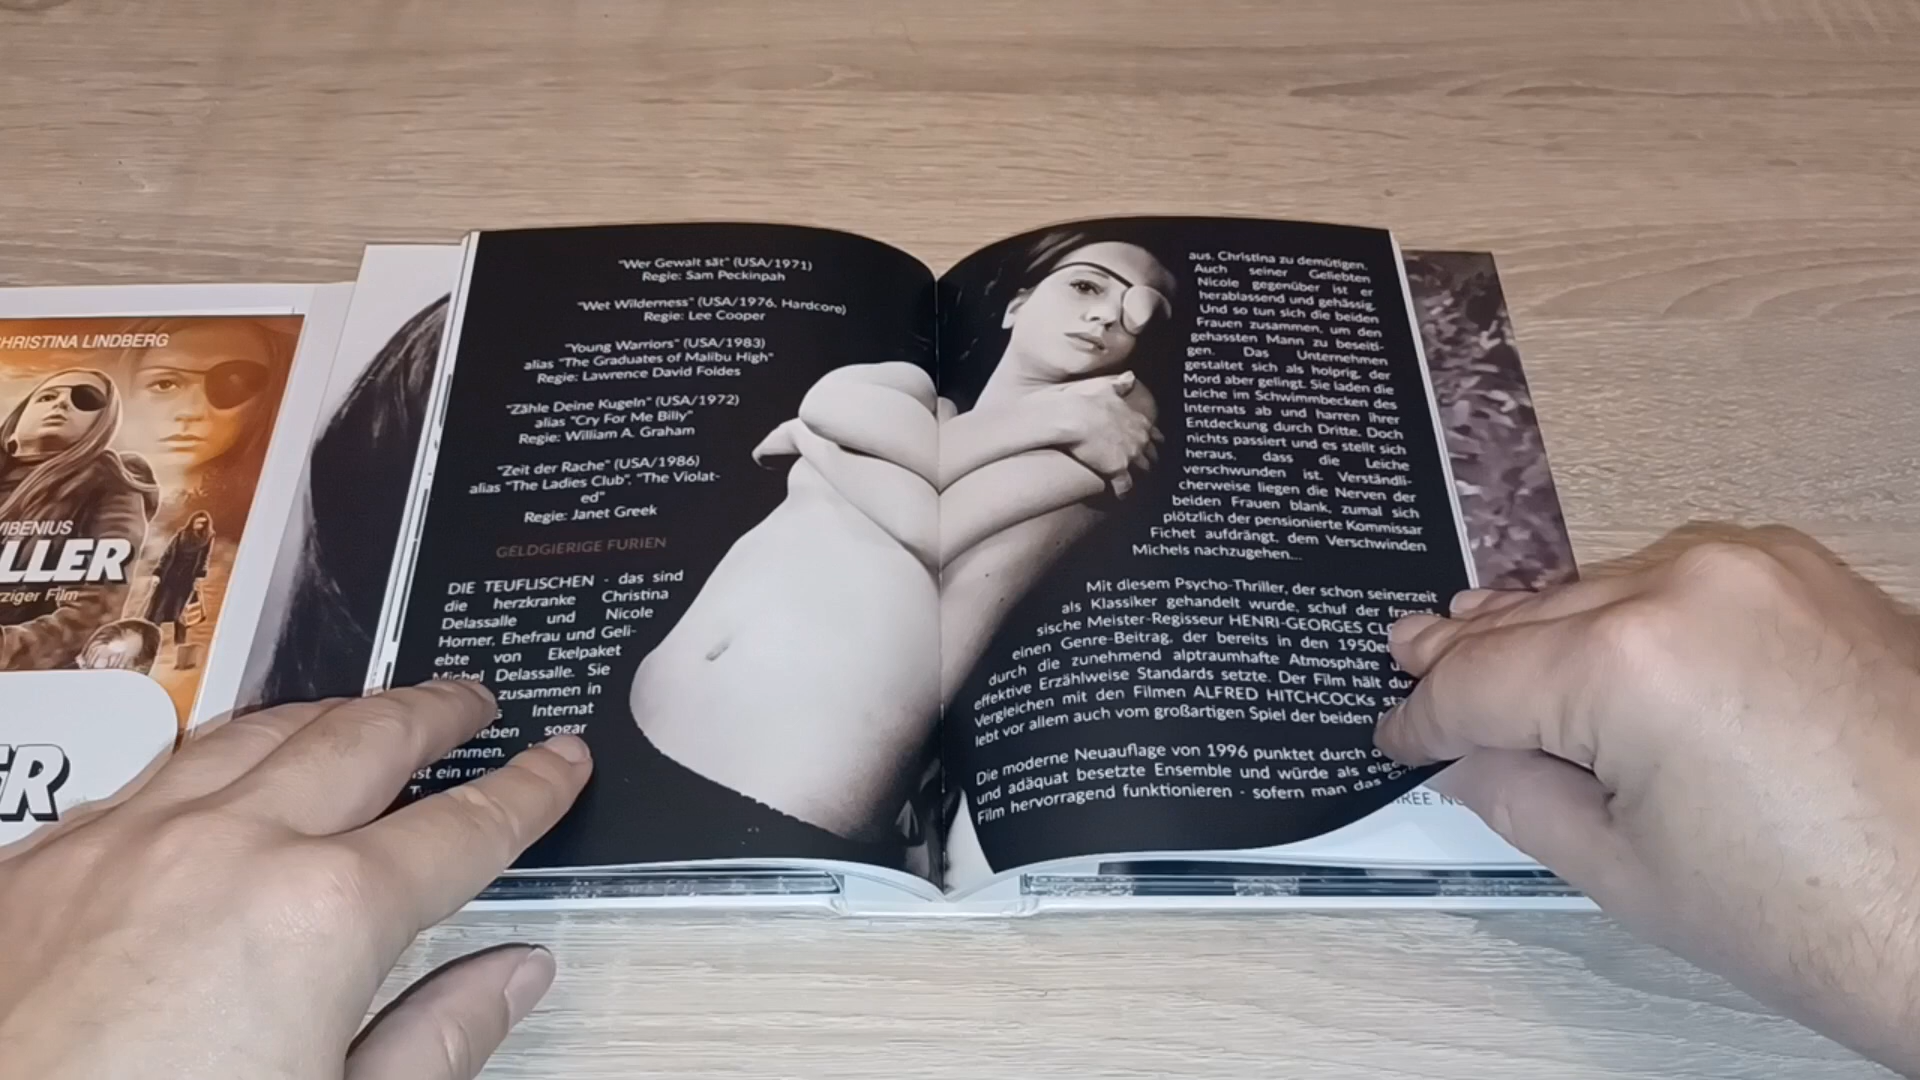 CHRISTINA LINDBERG
VIBENIUS
LLER
ziger Film
ER
"Wer Gewalt sät" (USA/1971)
Regie: Sam Peckinpah
"Wet Wilderness" (USA/1976, Hardcore)
Regie: Lee Cooper
"Young Warriors" (USA/1983)
alias "The Graduates of Malibu High"
Regie: Lawrence David Foldes
"Zähle Deine Kugeln" (USA/1972)
alias "Cry For Me Billy"
Regie: William A. Graham
"Zeit der Rache" (USA/1986)
alias "The Ladies Club", "The Violat-
ed"
Regie: Janet Greek
GELDGIERIGE FURIEN
DIE TEUFLISCHEN - das sind
die herzkranke Christina
Delassalle und Nicole
Horner, Ehefrau und Geli-
ebte von Ekelpaket
Michel Delassalle. Sie
zusammen in
Internat
eben sogar
mmen.
ist ein
aus, Christina zu demütigen.
Auch seiner Geliebten
Nicole gegenüber ist er
herablassend und gehässig.
Und so tun sich die beiden
Frauen zusammen, um den
gehassten Mann zu beseiti-
gen. Das Unternehmen
gestaltet sich als holprig, der
Mord aber gelingt. Sie laden die
Leiche im Schwimmbecken des
Internats ab und harren ihrer
Entdeckung durch Dritte. Doch
nichts passiert und es stellt sich
heraus, dass die Leiche
verschwunden ist. Verständli-
cherweise liegen die Nerven der
beiden Frauen blank, zumal sich
plötzlich der pensionierte Kommissar
Fichet aufdrängt, dem Verschwinden
Michels nachzugehen...
Mit diesem Psycho-Thriller, der schon seinerzeit
als Klassiker gehandelt wurde, schuf der franzö-
sische Meister-Regisseur HENRI-GEORGES CL
einen Genre-Beitrag, der bereits in den 1950er
durch die zunehmend alptraumhafte Atmosphäre u
effektive Erzählweise Standards setzte. Der Film hält dur
Vergleichen mit den Filmen ALFRED HITCHCOCKs sta
lebt vor allem auch vom großartigen Spiel der beiden
Die moderne Neuauflage von 1996 punktet durch d
und adäquat besetzte Ensemble und würde als eige
Film hervorragend funktionieren - sofern man das Ori